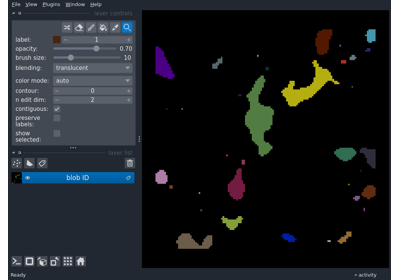 File View Plugins Window Help
layer controls
label: 1
opacity: 0.70
brush size: 10
blending: translucent
color mode: auto
contour: 0
n edit dim: 2
contiguous:
preserve
labels:
show
selected:
layer list
blob ID
Ready
activity